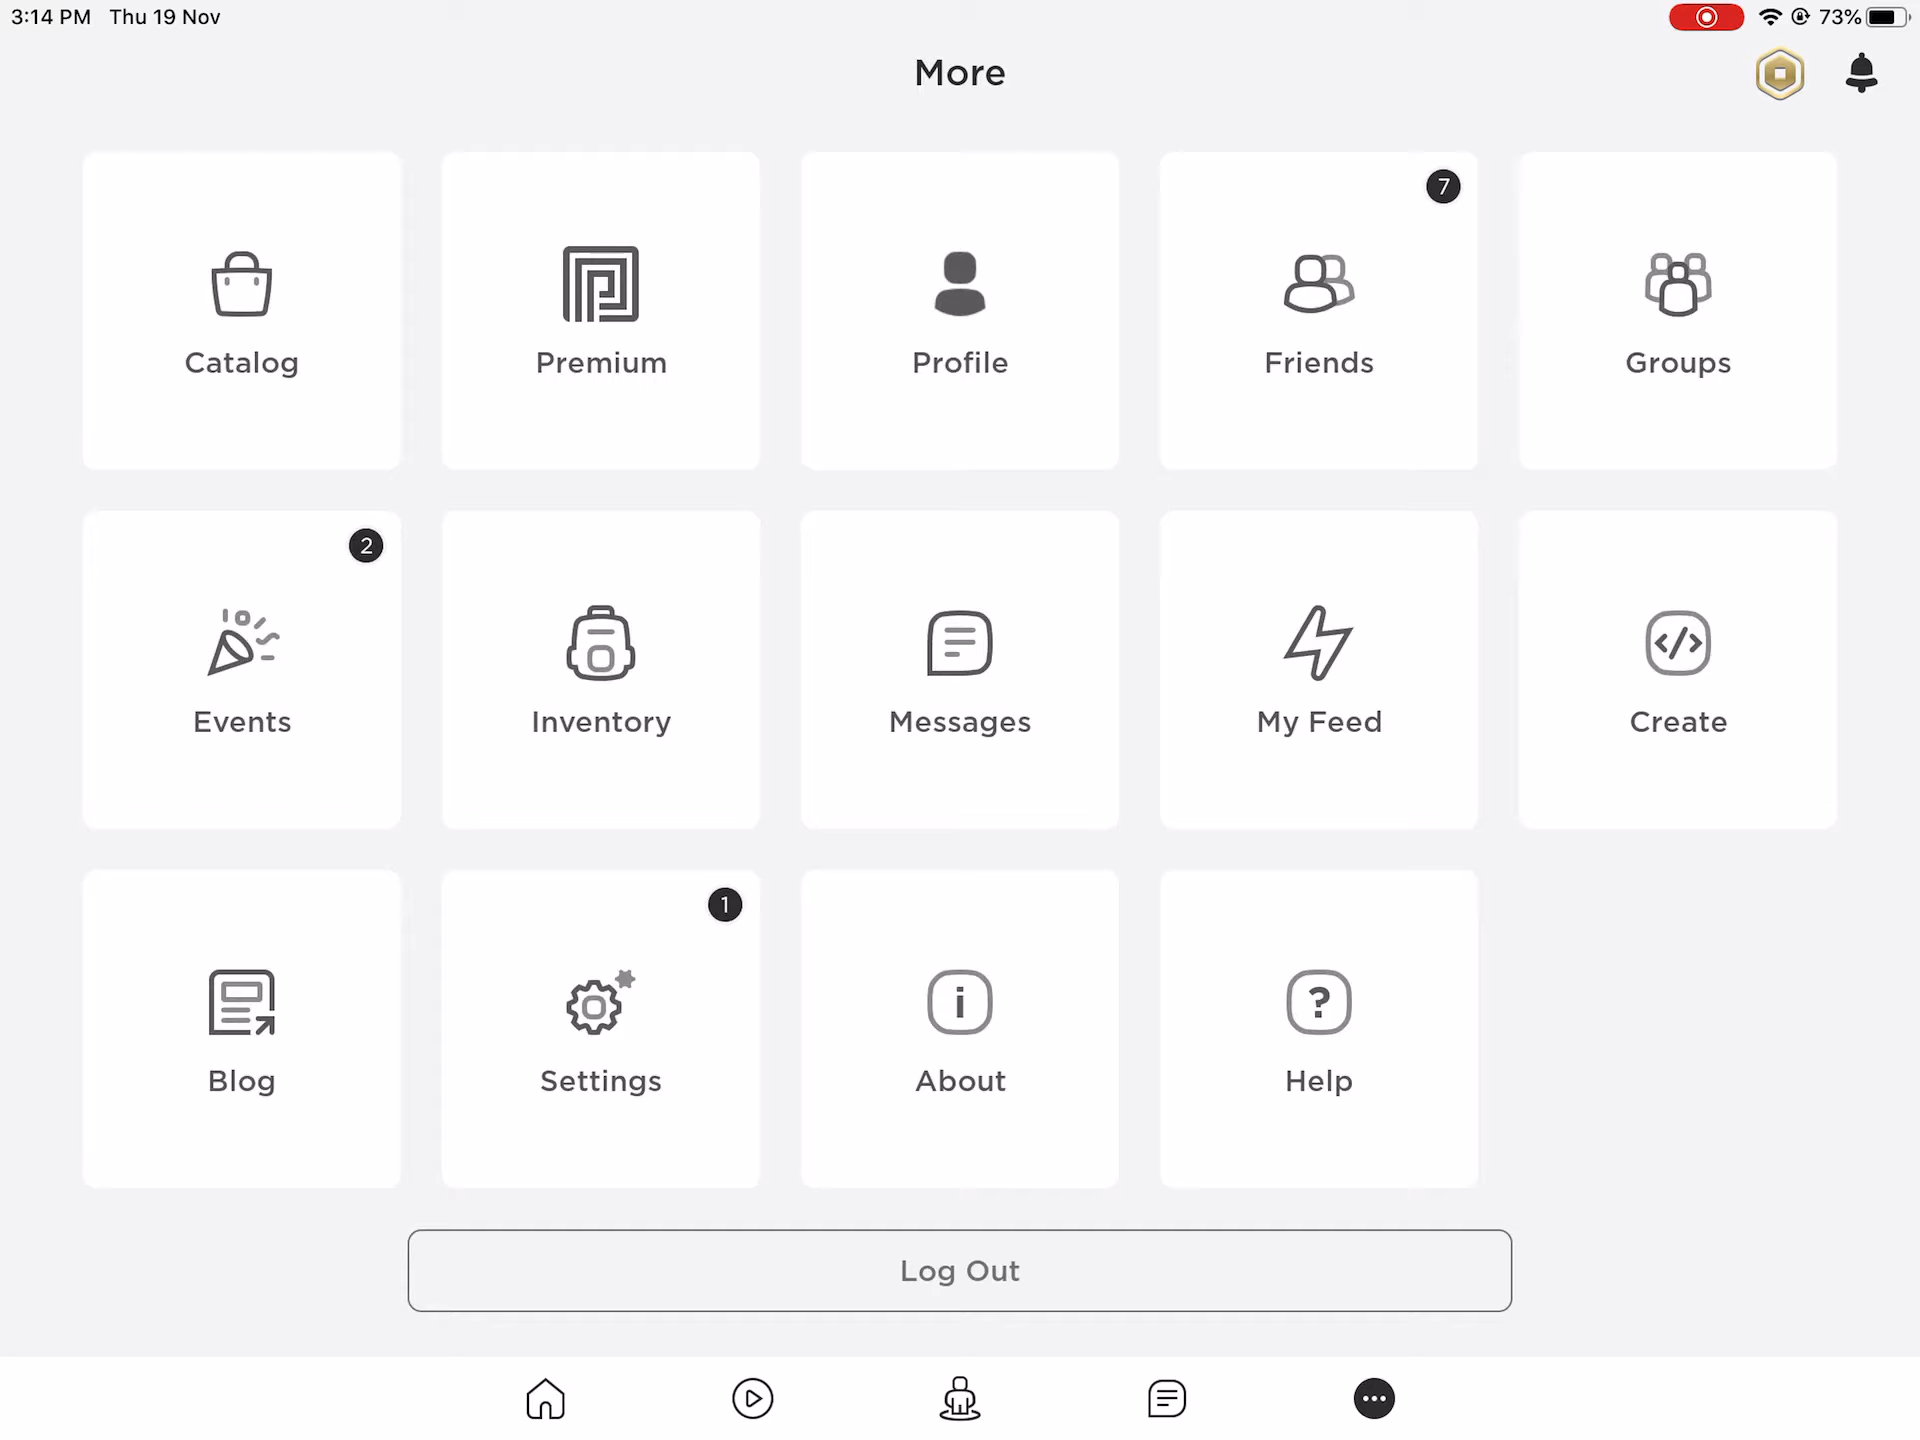 3:14 PM Thu 19 Nov 73%
More
7
Catalog Premium Profile Friends Groups
2
Events Inventory Messages My Feed Create
1
Blog Settings About Help
Log Out